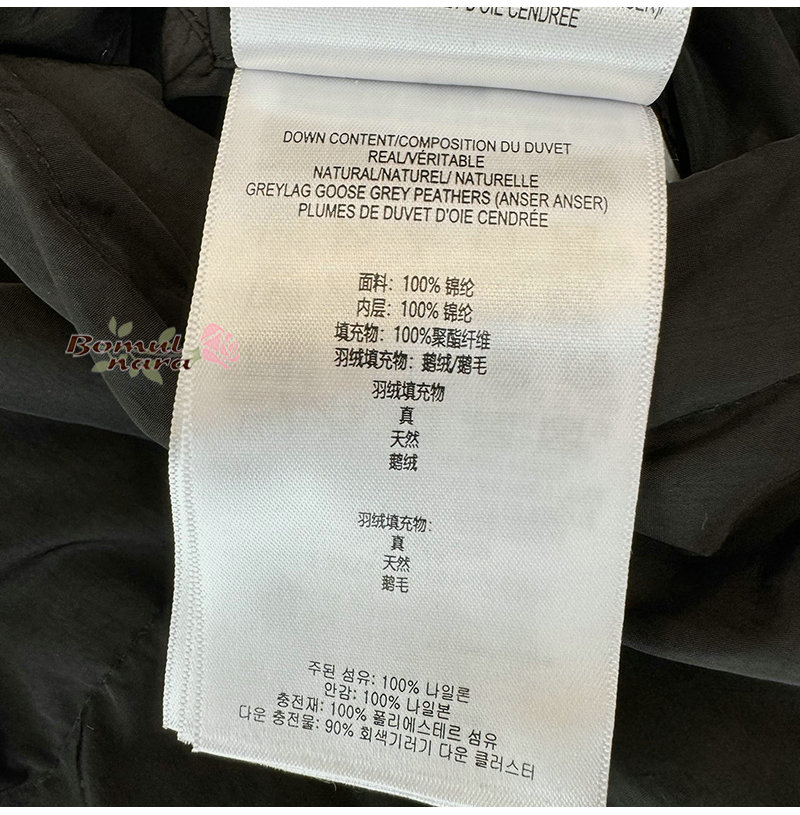 D'OIE CENDRÉE
DOWN CONTENT/COMPOSITION DU DUVET
REAL/VÉRITABLE
NATURAL/NATUREL/ NATURELLE
GREYLAG GOOSE GREY PEATHERS (ANSER ANSER)
PLUMES DE DUVET D'OIE CENDRÉE
面料: 100% 锦纶
内层: 100% 锦纶
填充物: 100%聚酯纤维
羽绒填充物: 鹅绒/鹅毛
羽绒填充物
真
天然
鹅绒
羽绒填充物:
真
天然
鹅毛
주된 섬유: 100% 나일론
안감: 100% 나일본
충전재: 100% 폴리에스테르 섬유
다운 충전물: 90% 회색기러기 다운 클러스터
Bomul
nara